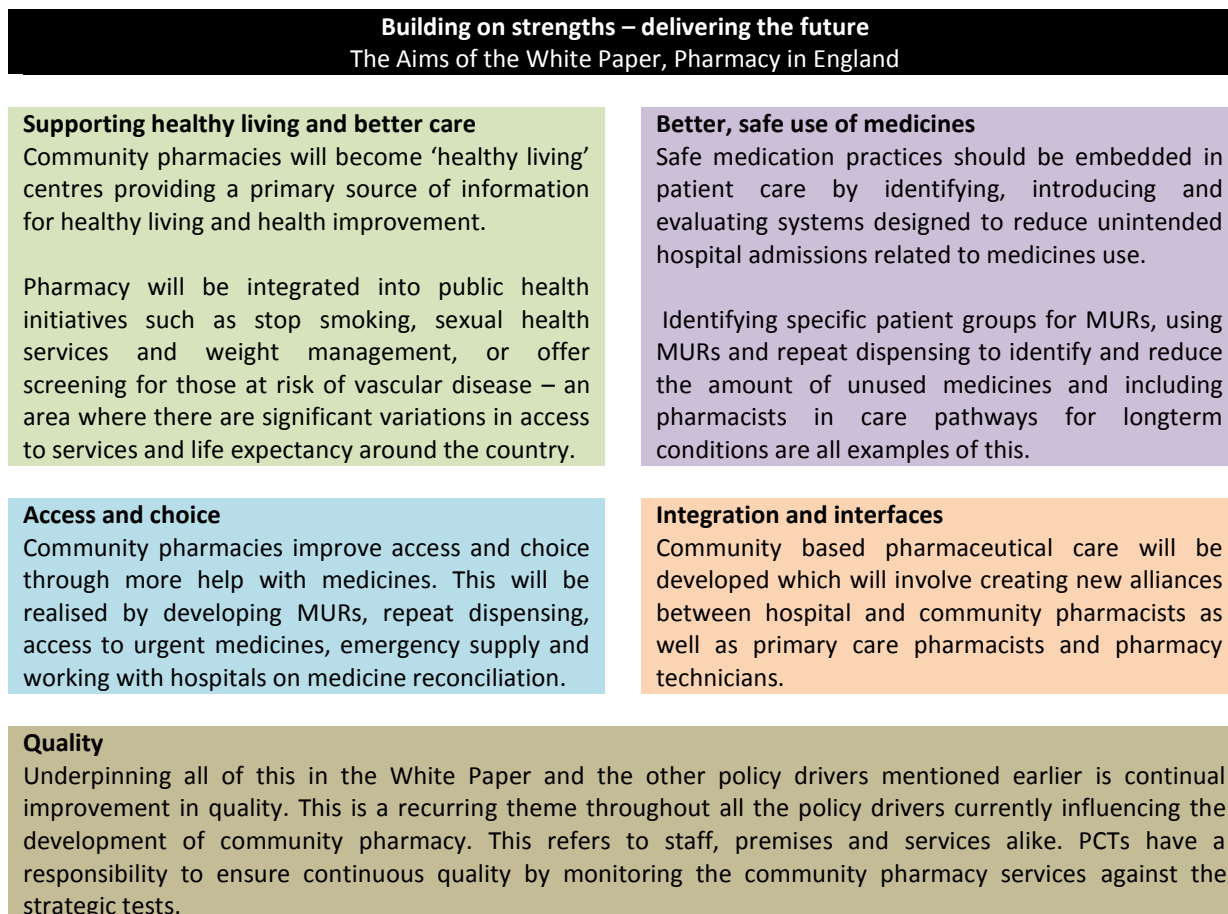 Building on strengths – delivering the future
The Aims of the White Paper, Pharmacy in England
Supporting healthy living and better care
Community pharmacies will become ‘healthy living’
centres providing a primary source of information
for healthy living and health improvement.
Pharmacy will be integrated into public health
initiatives such as stop smoking, sexual health
services and weight management, or offer
screening for those at risk of vascular disease – an
area where there are significant variations in access
to services and life expectancy around the country.
Better, safe use of medicines
Safe medication practices should be embedded in
patient care by identifying, introducing and
evaluating systems designed to reduce unintended
hospital admissions related to medicines use.
Identifying specific patient groups for MURs, using
MURs and repeat dispensing to identify and reduce
the amount of unused medicines and including
pharmacists in care pathways for longterm
conditions are all examples of this.
Access and choice
Community pharmacies improve access and choice
through more help with medicines. This will be
realised by developing MURs, repeat dispensing,
access to urgent medicines, emergency supply and
working with hospitals on medicine reconciliation.
Integration and interfaces
Community based pharmaceutical care will be
developed which will involve creating new alliances
between hospital and community pharmacists as
well as primary care pharmacists and pharmacy
technicians.
Quality
Underpinning all of this in the White Paper and the other policy drivers mentioned earlier is continual
improvement in quality. This is a recurring theme throughout all the policy drivers currently influencing the
development of community pharmacy. This refers to staff, premises and services alike. PCTs have a
responsibility to ensure continuous quality by monitoring the community pharmacy services against the
strategic tests.